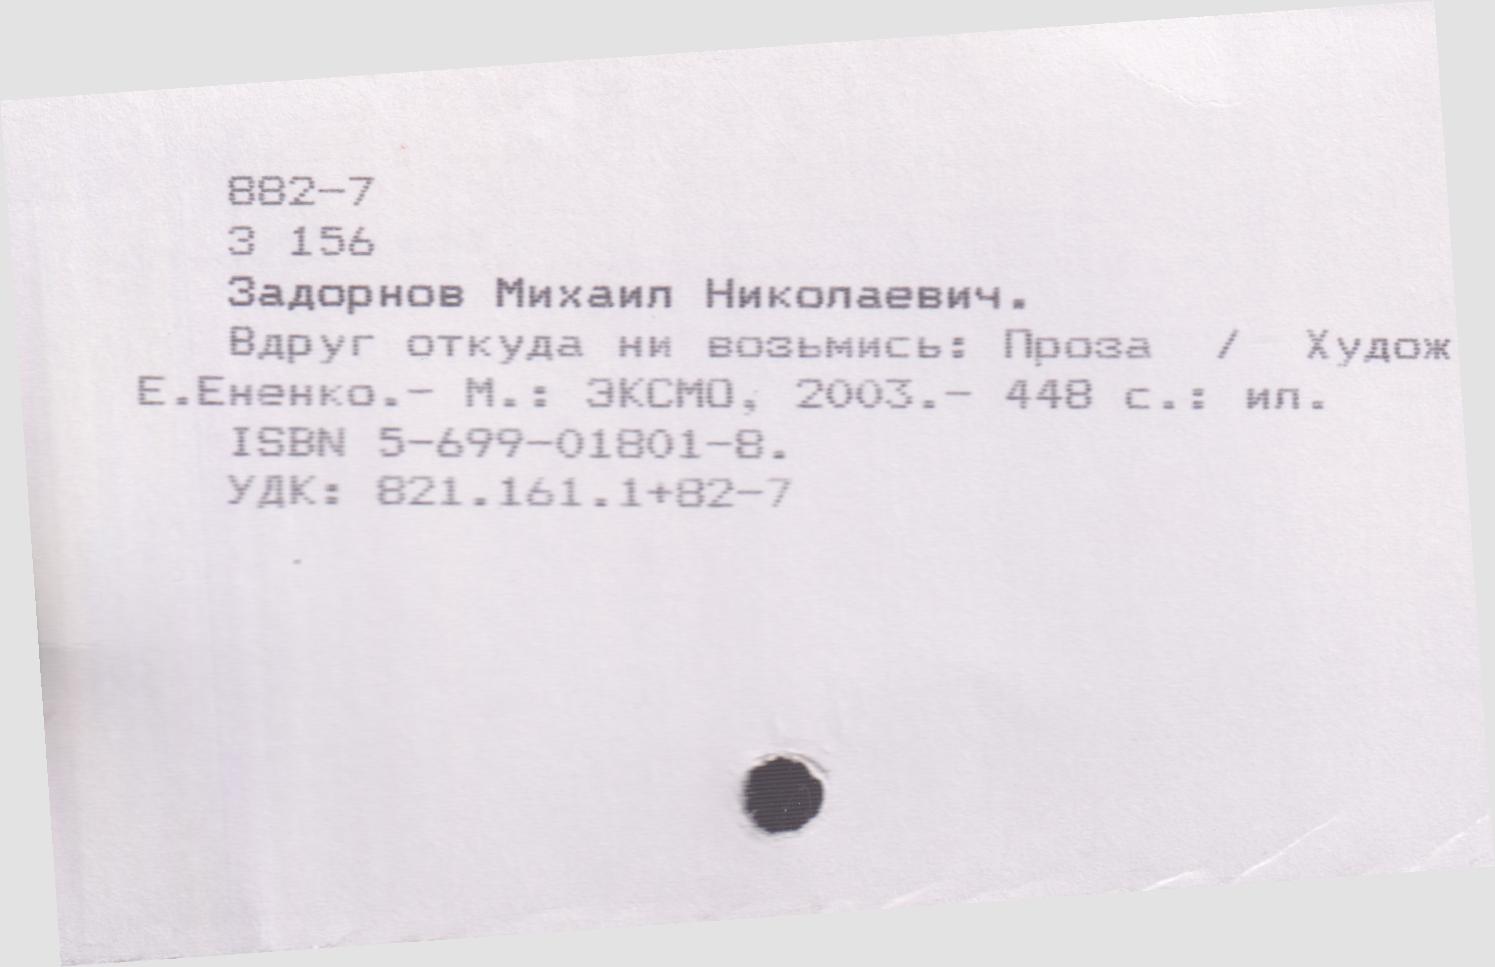 882-7
З 156
Задорнов Михаил Николаевич.
Вдруг откуда ни возьмись: Проза / Худож
Е.Ененко.- М.: ЭКСМО, 2003.- 448 с.: ил.
ISBN 5-699-01801-8.
УДК: 821.161.1+82-7